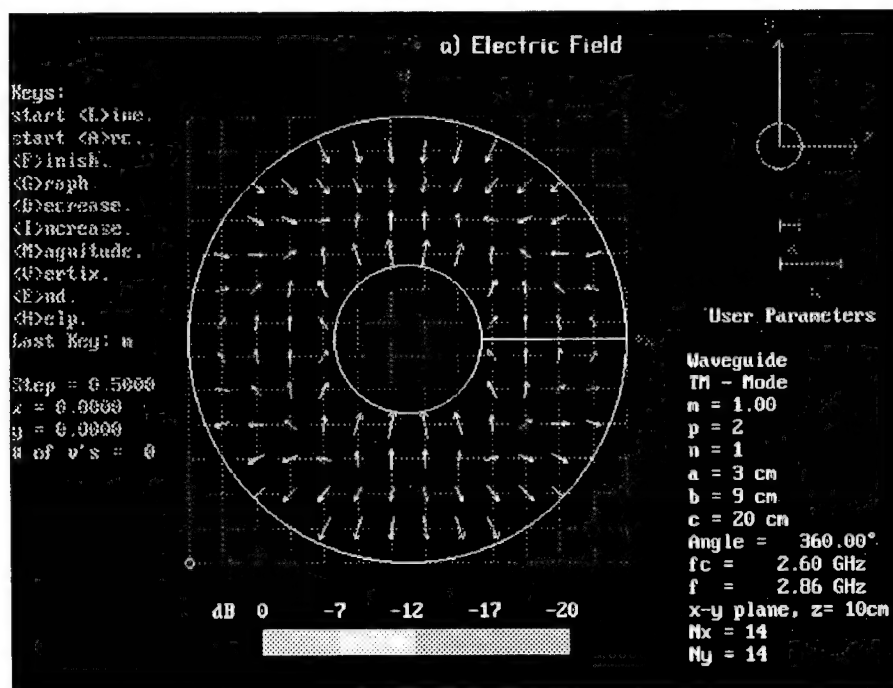 a) Electric Field
Keys:
start <L>ine.
start <A>rc.
<F>inish.
<G>raph
<D>ecrease.
<I>ncrease.
<M>agnitude.
<V>ertix.
<E>nd.
<H>elp.
Last Key: m
Step = 0.5000
x = 0.0000
y = 0.0000
# of v's = 0
User Parameters
Waveguide
TM - Mode
m = 1.00
p = 2
n = 1
a = 3 cm
b = 9 cm
c = 20 cm
Angle = 360.00°
fc = 2.60 GHz
f = 2.86 GHz
x-y plane, z= 10cm
Nx = 14
Ny = 14
dB 0 -7 -12 -17 -20